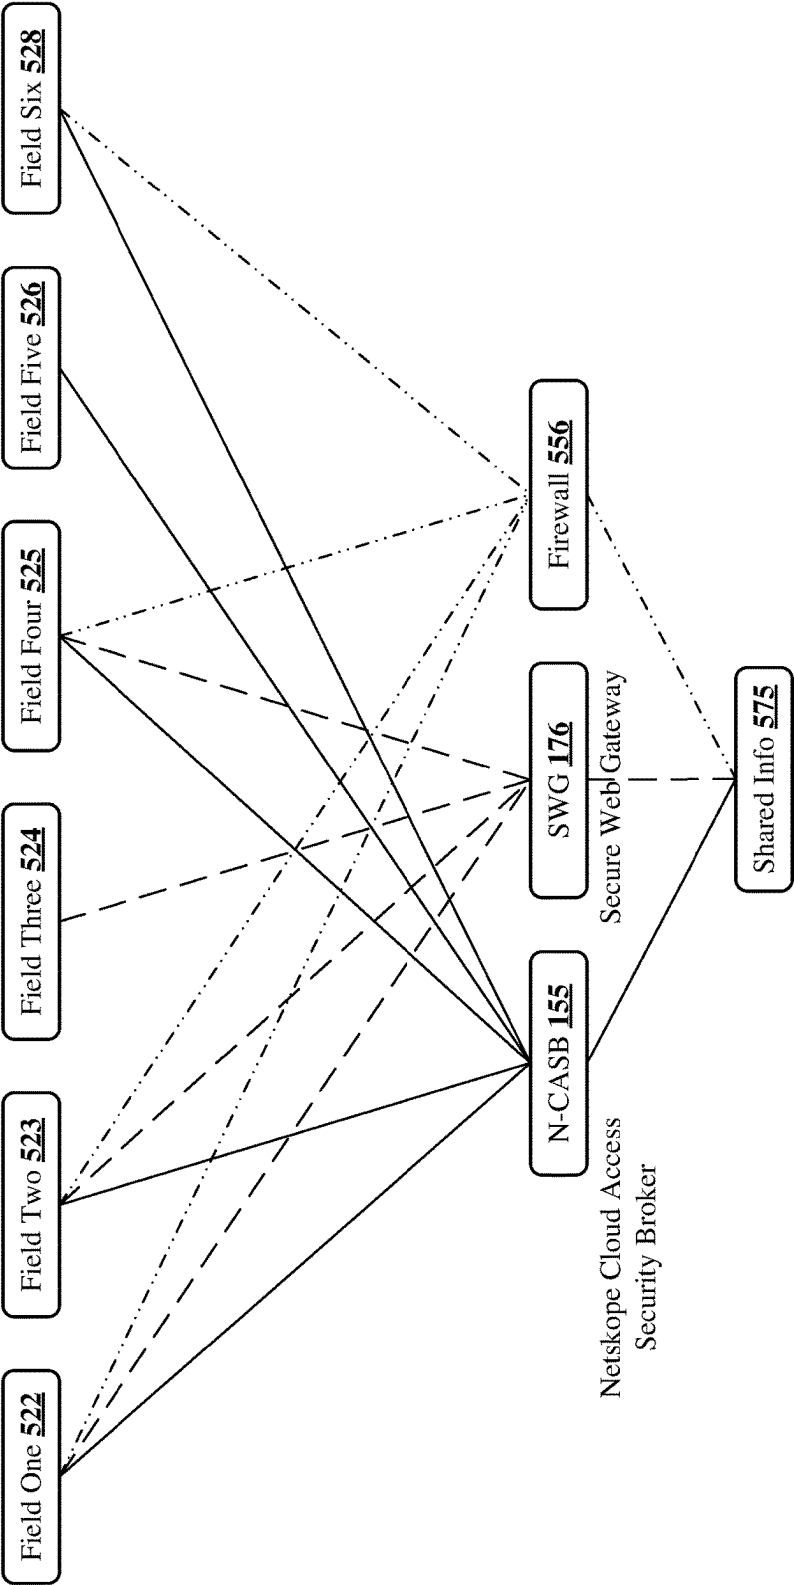 Field One 522
Field Two 523
Field Three 524
Field Four 525
Field Five 526
Field Six 528
N-CASB 155
SWG 176
Firewall 556
Netskope Cloud Access
Security Broker
Secure Web Gateway
Shared Info 575